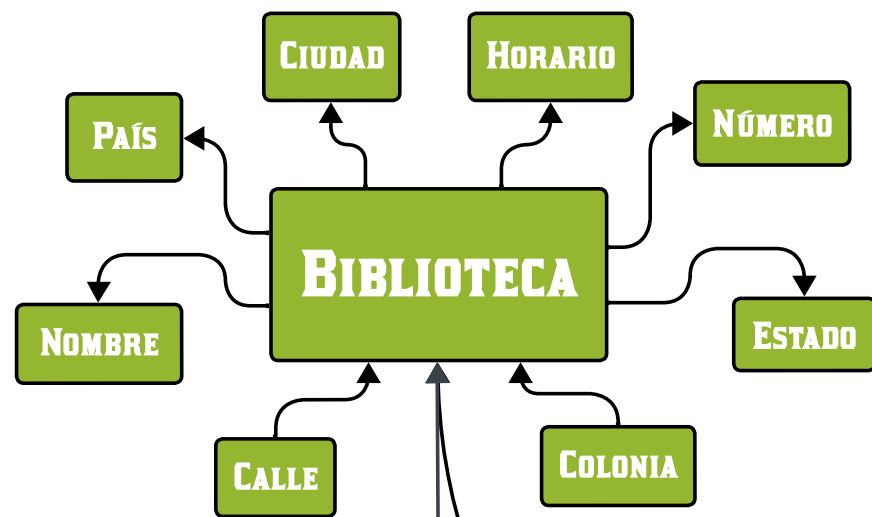 Ciudad
Horario
País
Número
Biblioteca
Nombre
Estado
Calle
Colonia